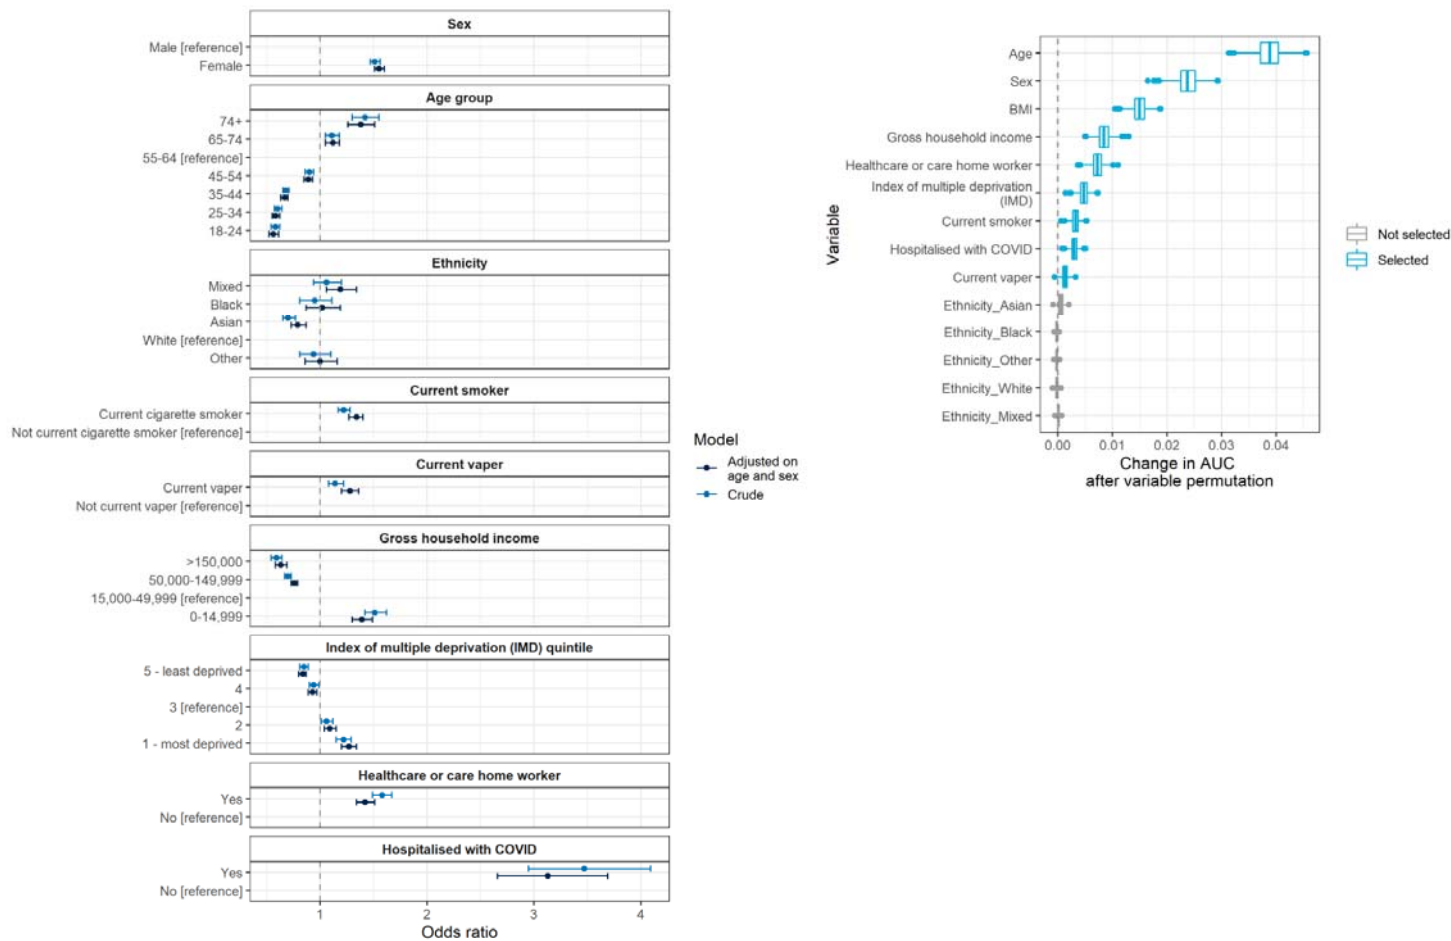 Sex
Male [reference]
Female
Age group
74+
65-74
55-64 [reference]
45-54
35-44
25-34
18-24
Ethnicity
Mixed
Black
Asian
White [reference]
Other
Current smoker
Current cigarette smoker
Not current cigarette smoker [reference]
Current vaper
Current vaper
Not current vaper [reference]
Gross household income
>150,000
50,000-149,999
15,000-49,999 [reference]
0-14,999
Index of multiple deprivation (IMD) quintile
5 - least deprived
4
3 [reference]
2
1 - most deprived
Healthcare or care home worker
Yes
No [reference]
Hospitalised with COVID
Yes
No [reference]
1 2 3 4
Odds ratio
Model
Adjusted on
age and sex
Crude
Variable
Age
Sex
BMI
Gross household income
Healthcare or care home worker
Index of multiple deprivation
(IMD)
Current smoker
Hospitalised with COVID
Current vaper
Ethnicity_Asian
Ethnicity_Black
Ethnicity_Other
Ethnicity_White
Ethnicity_Mixed
0.00 0.01 0.02 0.03 0.04
Change in AUC
after variable permutation
Not selected
Selected